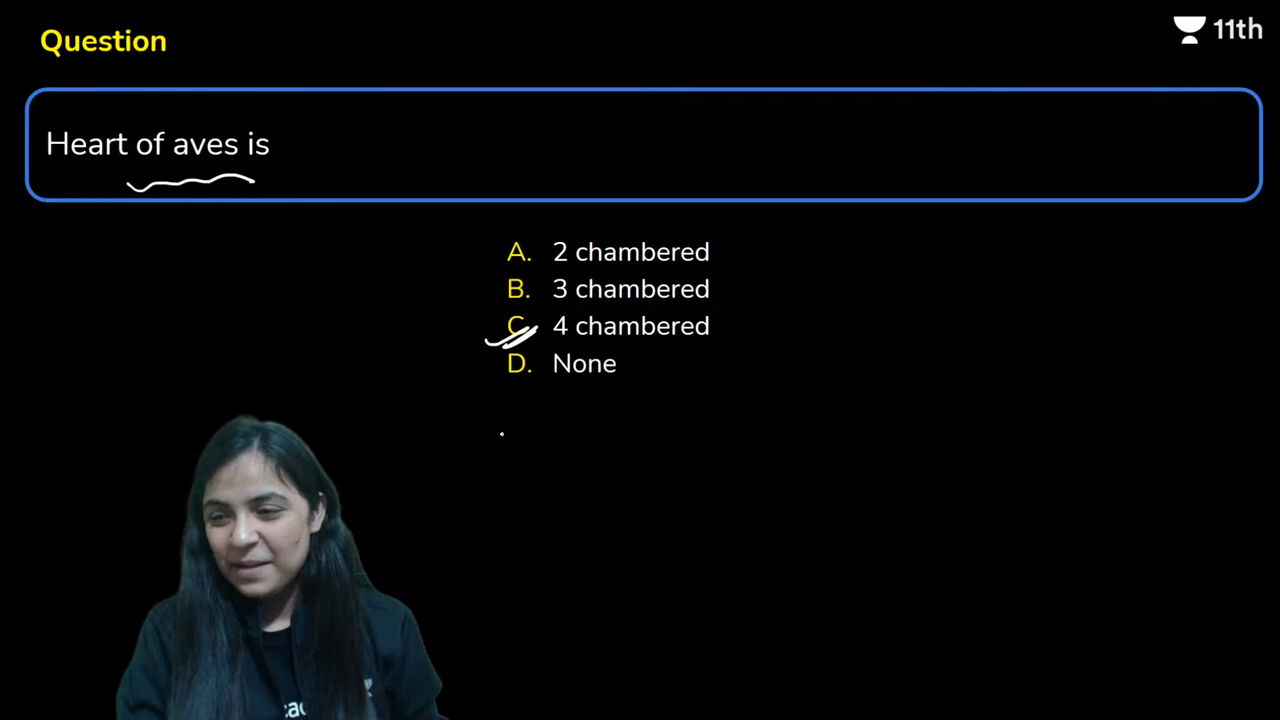 Question
11th
Heart of aves is
A. 2 chambered
B. 3 chambered
C. 4 chambered
D. None